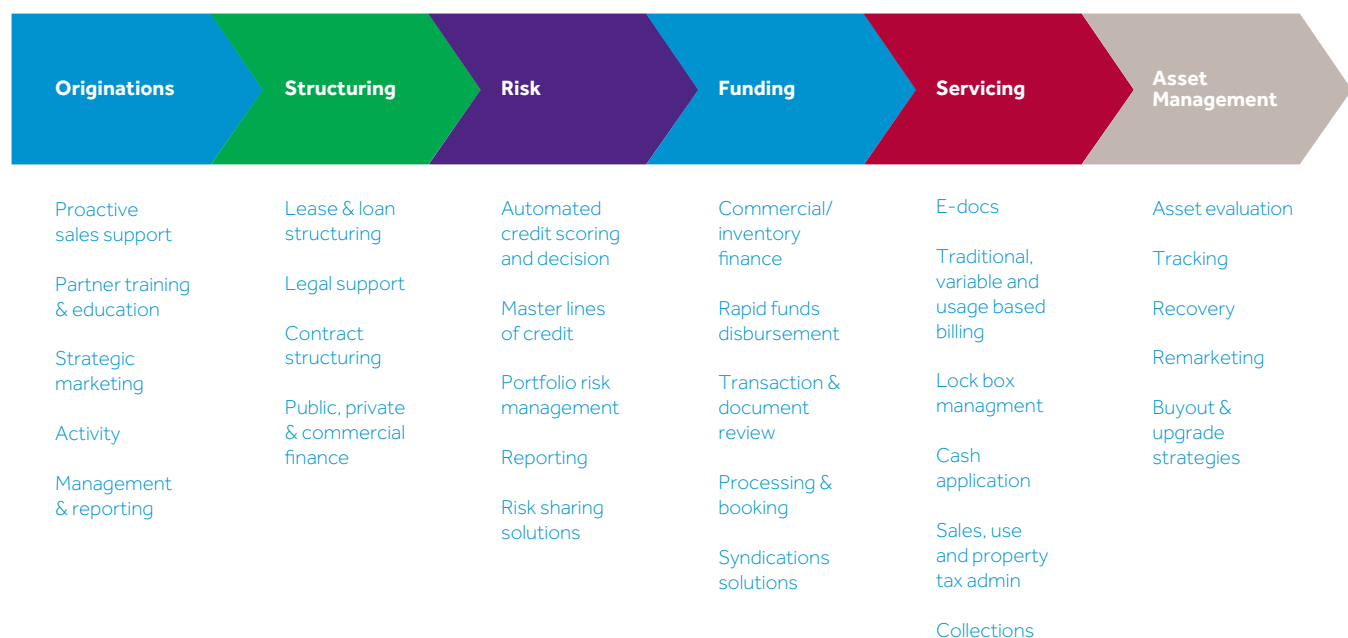 Originations
Structuring
Risk
Funding
Servicing
Asset
Management
Proactive
sales support
Partner training
& education
Strategic
marketing
Activity
Management
& reporting
Lease & loan
structuring
Legal support
Contract
structuring
Public, private
& commercial
finance
Automated
credit scoring
and decision
Master lines
of credit
Portfolio risk
management
Reporting
Risk sharing
solutions
Commercial/
inventory
finance
Rapid funds
disbursement
Transaction &
document
review
Processing &
booking
Syndications
solutions
E-docs
Traditional,
variable and
usage based
billing
Lock box
managment
Cash
application
Sales, use
and property
tax admin
Collections
Asset evaluation
Tracking
Recovery
Remarketing
Buyout &
upgrade
strategies